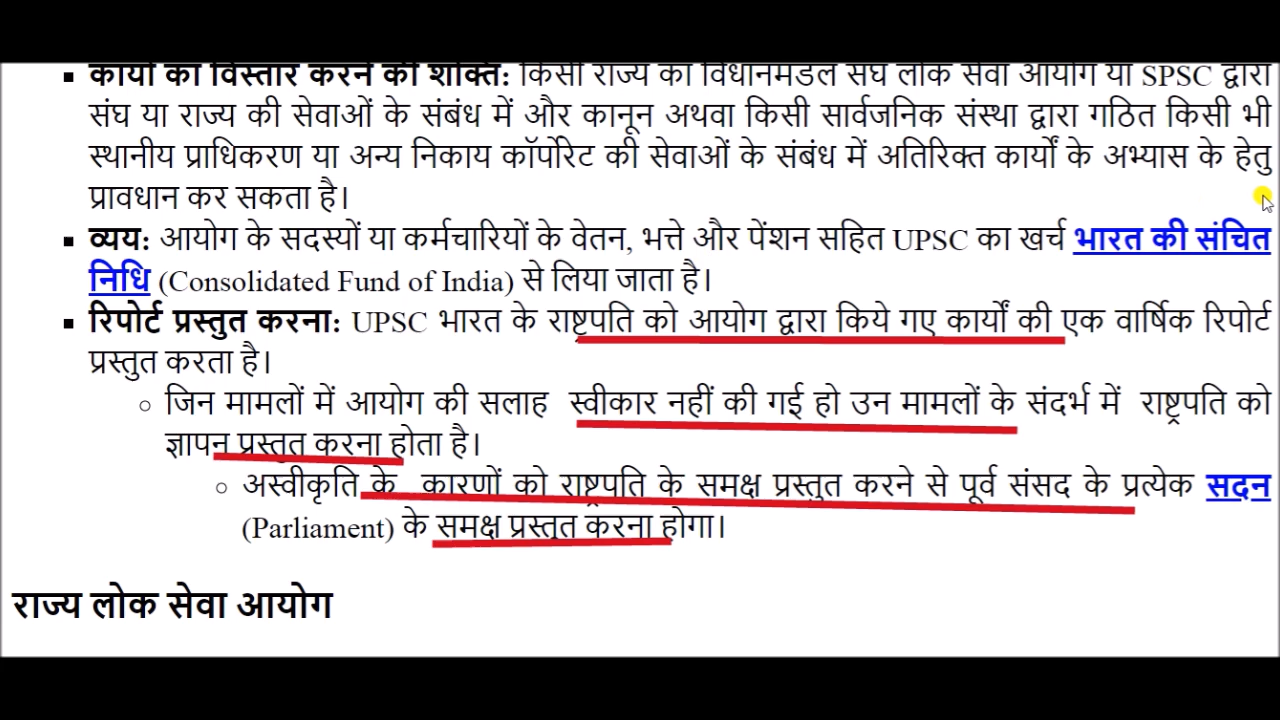 कार्यों का विस्तार करने की शक्ति: किसी राज्य का विधानमंडल संघ लोक सेवा आयोग या SPSC द्वारा
संघ या राज्य की सेवाओं के संबंध में और कानून अथवा किसी सार्वजनिक संस्था द्वारा गठित किसी भी
स्थानीय प्राधिकरण या अन्य निकाय कॉर्पोरेट की सेवाओं के संबंध में अतिरिक्त कार्यों के अभ्यास के हेतु
प्रावधान कर सकता है।
व्यय: आयोग के सदस्यों या कर्मचारियों के वेतन, भत्ते और पेंशन सहित UPSC का खर्च भारत की संचित
निधि (Consolidated Fund of India) से लिया जाता है।
रिपोर्ट प्रस्तुत करना: UPSC भारत के राष्ट्रपति को आयोग द्वारा किये गए कार्यों की एक वार्षिक रिपोर्ट
प्रस्तुत करता है।
जिन मामलों में आयोग की सलाह स्वीकार नहीं की गई हो उन मामलों के संदर्भ में राष्ट्रपति को
ज्ञापन प्रस्तुत करना होता है।
अस्वीकृति के कारणों को राष्ट्रपति के समक्ष प्रस्तुत करने से पूर्व संसद के प्रत्येक सदन
(Parliament) के समक्ष प्रस्तुत करना होगा।
राज्य लोक सेवा आयोग